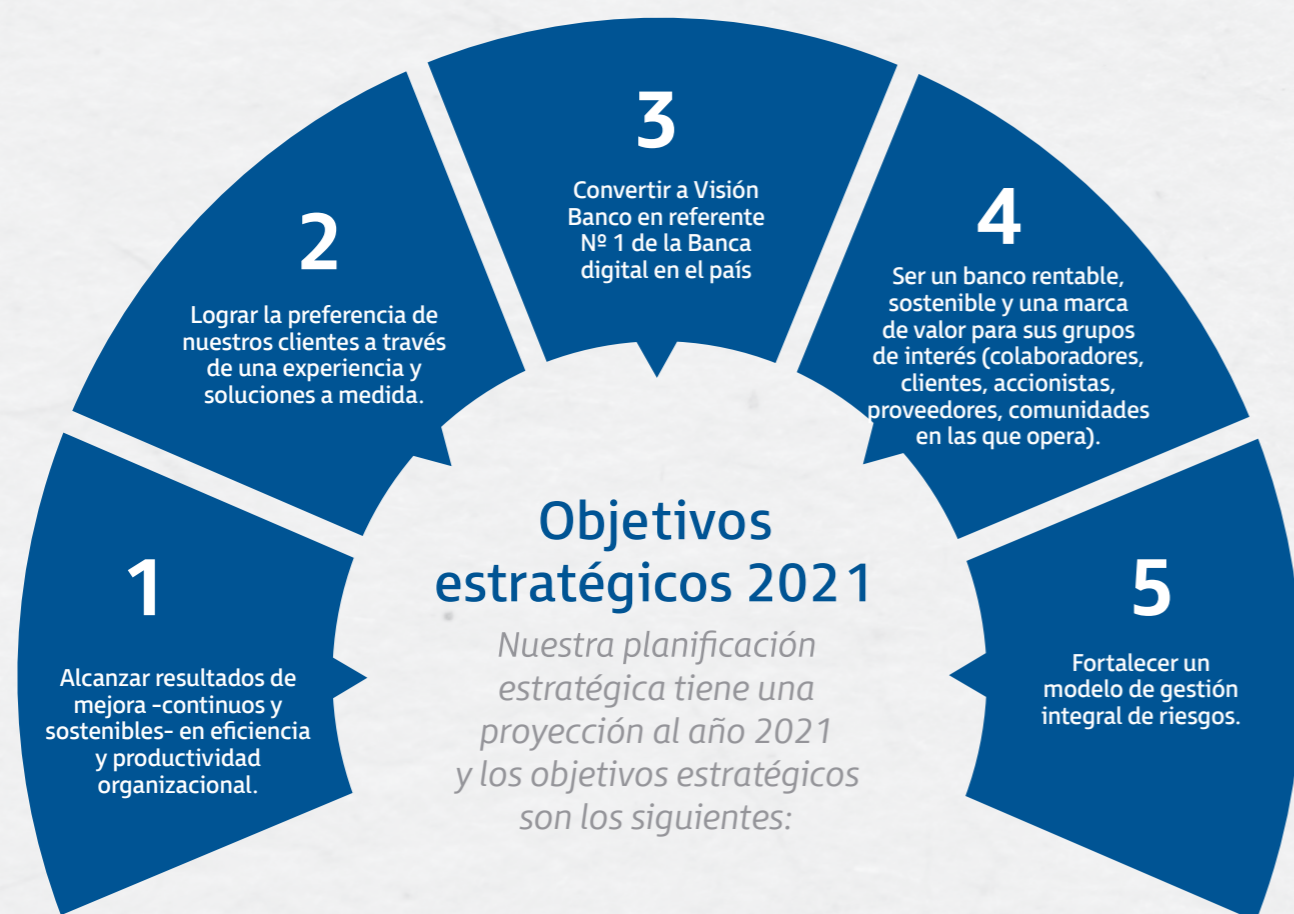 Objetivos
estratégicos 2021
Nuestra planificación
estratégica tiene una
proyección al año 2021
y los objetivos estratégicos
son los siguientes:
1
Alcanzar resultados de
mejora -continuos y
sostenibles- en eficiencia
y productividad
organizacional.
2
Lograr la preferencia de
nuestros clientes a través
de una experiencia y
soluciones a medida.
3
Convertir a Visión
Banco en referente
Nº 1 de la Banca
digital en el país
4
Ser un banco rentable,
sostenible y una marca
de valor para sus grupos
de interés (colaboradores,
clientes, accionistas,
proveedores, comunidades
en las que opera).
5
Fortalecer un
modelo de gestión
integral de riesgos.